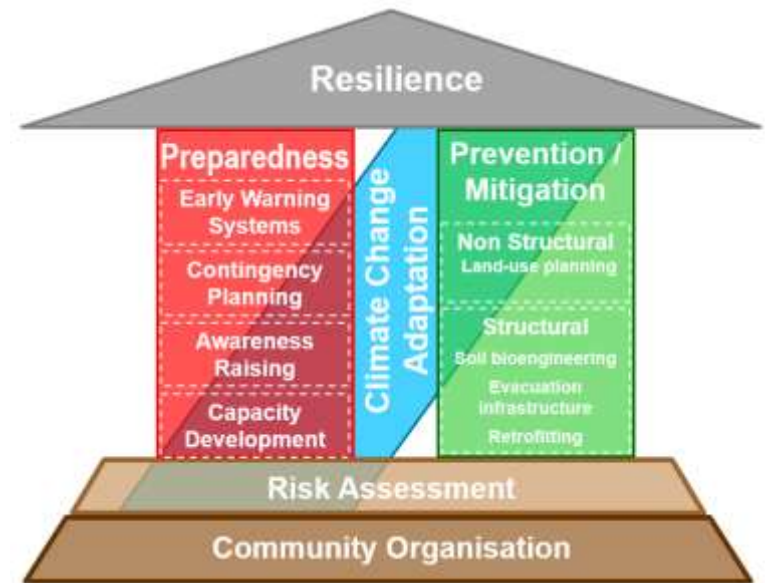 Resilience
Preparedness
Early Warning
Systems
Contingency
Planning
Awareness
Raising
Capacity
Development
Climate Change
Adaptation
Prevention /
Mitigation
Non Structural
Land-use planning
Structural
Soil bioengineering
Evacuation
infrastructure
Retrofitting
Risk Assessment
Community Organisation